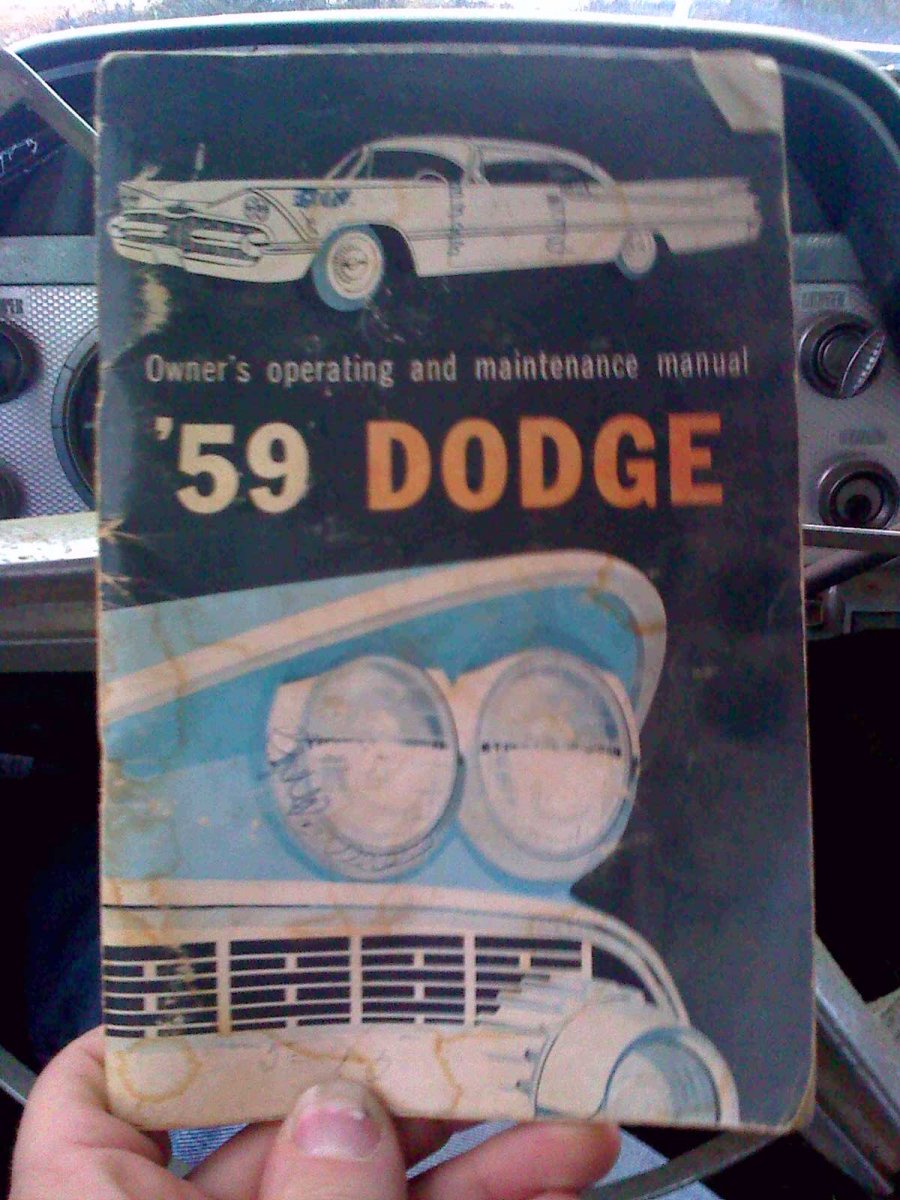 Owner's operating and maintenance manual
'59 DODGE